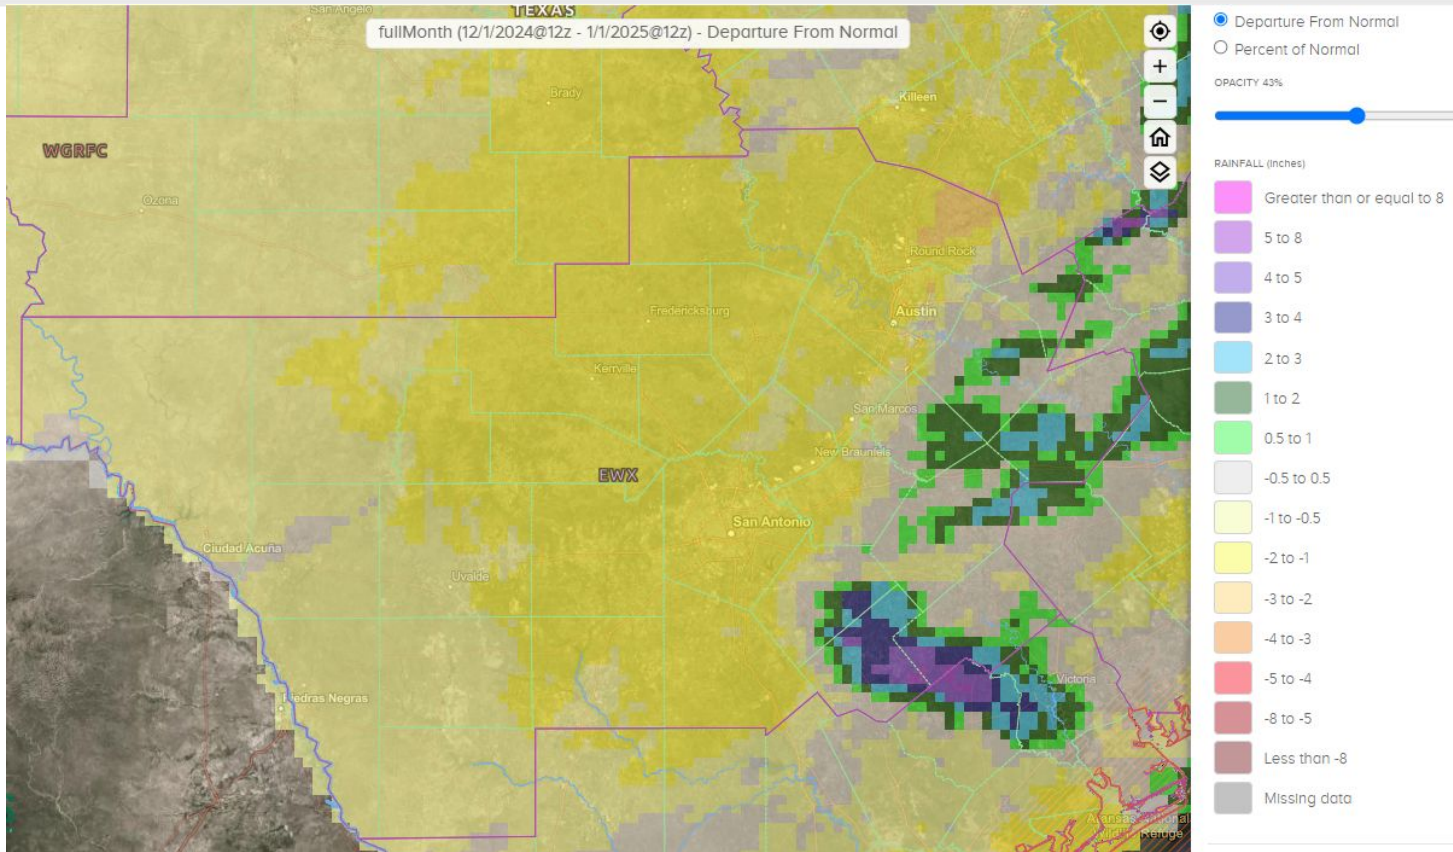 San Angelo
TEXAS
fullMonth (12/1/2024@12z - 1/1/2025@12z) - Departure From Normal
Brady
Killeen
WGRFC
Ozona
Round Rock
Fredericksburg
Austin
Kerrville
San Marcos
New Braunfels
EWX
San Antonio
Ciudad Acuña
Uvalde
Piedras Negras
Victoria
Aransas National
Wild
Refuge
Departure From Normal
Percent of Normal
OPACITY 43%
RAINFALL (Inches)
Greater than or equal to 8
5 to 8
4 to 5
3 to 4
2 to 3
1 to 2
0.5 to 1
-0.5 to 0.5
-1 to -0.5
-2 to -1
-3 to -2
-4 to -3
-5 to -4
-8 to -5
Less than -8
Missing data